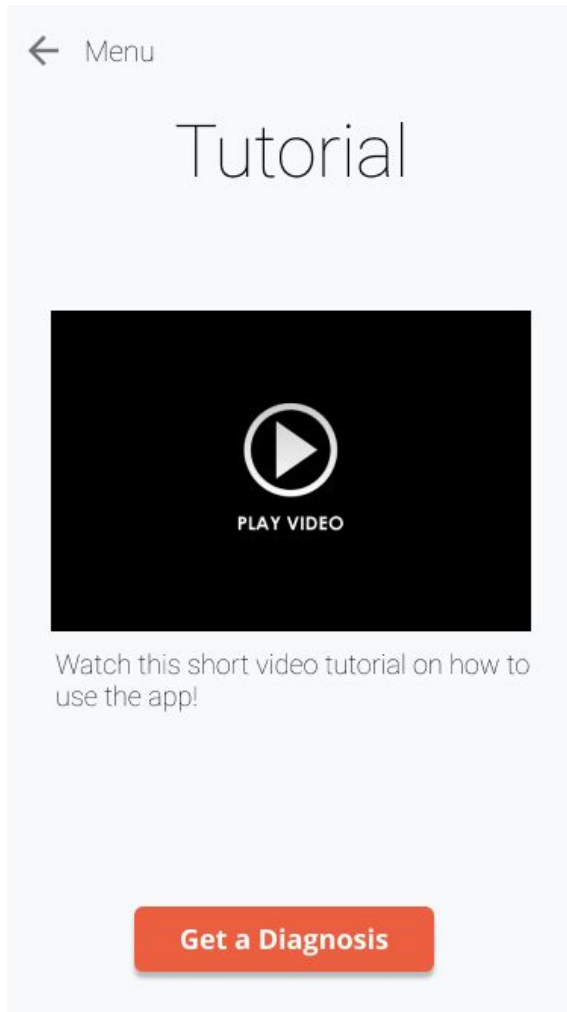 Menu
Tutorial
PLAY VIDEO
Watch this short video tutorial on how to
use the app!
Get a Diagnosis